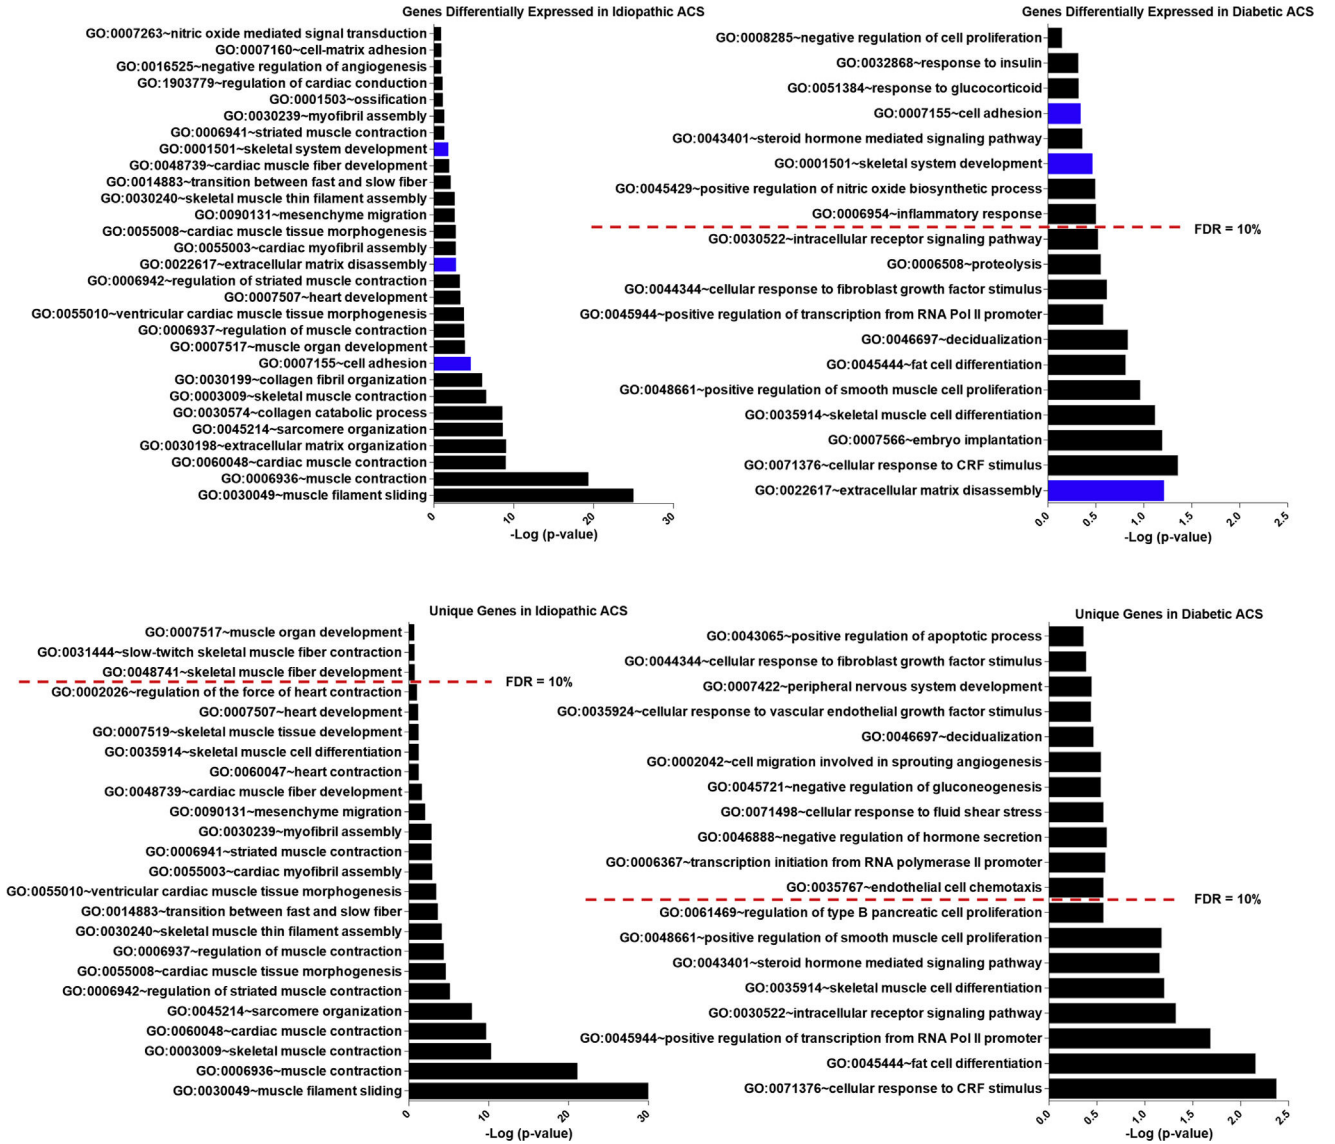 Genes Differentially Expressed in Idiopathic ACS
GO:0007263~nitric oxide mediated signal transduction
GO:0007160~cell-matrix adhesion
GO:0016525~negative regulation of angiogenesis
GO:1903779~regulation of cardiac conduction
GO:0001503~ossification
GO:0030239~myofibril assembly
GO:0006941~striated muscle contraction
GO:0001501~skeletal system development
GO:0048739~cardiac muscle fiber development
GO:0014883~transition between fast and slow fiber
GO:0030240~skeletal muscle thin filament assembly
GO:0090131~mesenchyme migration
GO:0055008~cardiac muscle tissue morphogenesis
GO:0055003~cardiac myofibril assembly
GO:0022617~extracellular matrix disassembly
GO:0006942~regulation of striated muscle contraction
GO:0007507~heart development
GO:0055010~ventricular cardiac muscle tissue morphogenesis
GO:0006937~regulation of muscle contraction
GO:0007517~muscle organ development
GO:0007155~cell adhesion
GO:0030199~collagen fibril organization
GO:0003009~skeletal muscle contraction
GO:0030574~collagen catabolic process
GO:0045214~sarcomere organization
GO:0030198~extracellular matrix organization
GO:0060048~cardiac muscle contraction
GO:0006936~muscle contraction
GO:0030049~muscle filament sliding
0 10 20 30
-Log (p-value)
Genes Differentially Expressed in Diabetic ACS
GO:0008285~negative regulation of cell proliferation
GO:0032868~response to insulin
GO:0051384~response to glucocorticoid
GO:0007155~cell adhesion
GO:0043401~steroid hormone mediated signaling pathway
GO:0001501~skeletal system development
GO:0045429~positive regulation of nitric oxide biosynthetic process
GO:0006954~inflammatory response
FDR = 10%
GO:0030522~intracellular receptor signaling pathway
GO:0006508~proteolysis
GO:0044344~cellular response to fibroblast growth factor stimulus
GO:0045944~positive regulation of transcription from RNA Pol II promoter
GO:0046697~decidualization
GO:0045444~fat cell differentiation
GO:0048661~positive regulation of smooth muscle cell proliferation
GO:0035914~skeletal muscle cell differentiation
GO:0007566~embryo implantation
GO:0071376~cellular response to CRF stimulus
GO:0022617~extracellular matrix disassembly
0.0 0.5 1.0 1.5 2.0 2.5
-Log (p-value)
Unique Genes in Idiopathic ACS
GO:0007517~muscle organ development
GO:0031444~slow-twitch skeletal muscle fiber contraction
GO:0048741~skeletal muscle fiber development
FDR = 10%
GO:0002026~regulation of the force of heart contraction
GO:0007507~heart development
GO:0007519~skeletal muscle tissue development
GO:0035914~skeletal muscle cell differentiation
GO:0060047~heart contraction
GO:0048739~cardiac muscle fiber development
GO:0090131~mesenchyme migration
GO:0030239~myofibril assembly
GO:0006941~striated muscle contraction
GO:0055003~cardiac myofibril assembly
GO:0055010~ventricular cardiac muscle tissue morphogenesis
GO:0014883~transition between fast and slow fiber
GO:0030240~skeletal muscle thin filament assembly
GO:0006937~regulation of muscle contraction
GO:0055008~cardiac muscle tissue morphogenesis
GO:0006942~regulation of striated muscle contraction
GO:0045214~sarcomere organization
GO:0060048~cardiac muscle contraction
GO:0003009~skeletal muscle contraction
GO:0006936~muscle contraction
GO:0030049~muscle filament sliding
0 10 20 30
-Log (p-value)
Unique Genes in Diabetic ACS
GO:0043065~positive regulation of apoptotic process
GO:0044344~cellular response to fibroblast growth factor stimulus
GO:0007422~peripheral nervous system development
GO:0035924~cellular response to vascular endothelial growth factor stimulus
GO:0046697~decidualization
GO:0002042~cell migration involved in sprouting angiogenesis
GO:0045721~negative regulation of gluconeogenesis
GO:0071498~cellular response to fluid shear stress
GO:0046888~negative regulation of hormone secretion
GO:0006367~transcription initiation from RNA polymerase II promoter
GO:0035767~endothelial cell chemotaxis
FDR = 10%
GO:0061469~regulation of type B pancreatic cell proliferation
GO:0048661~positive regulation of smooth muscle cell proliferation
GO:0043401~steroid hormone mediated signaling pathway
GO:0035914~skeletal muscle cell differentiation
GO:0030522~intracellular receptor signaling pathway
GO:0045944~positive regulation of transcription from RNA Pol II promoter
GO:0045444~fat cell differentiation
GO:0071376~cellular response to CRF stimulus
0.0 0.5 1.0 1.5 2.0 2.5
-Log (p-value)